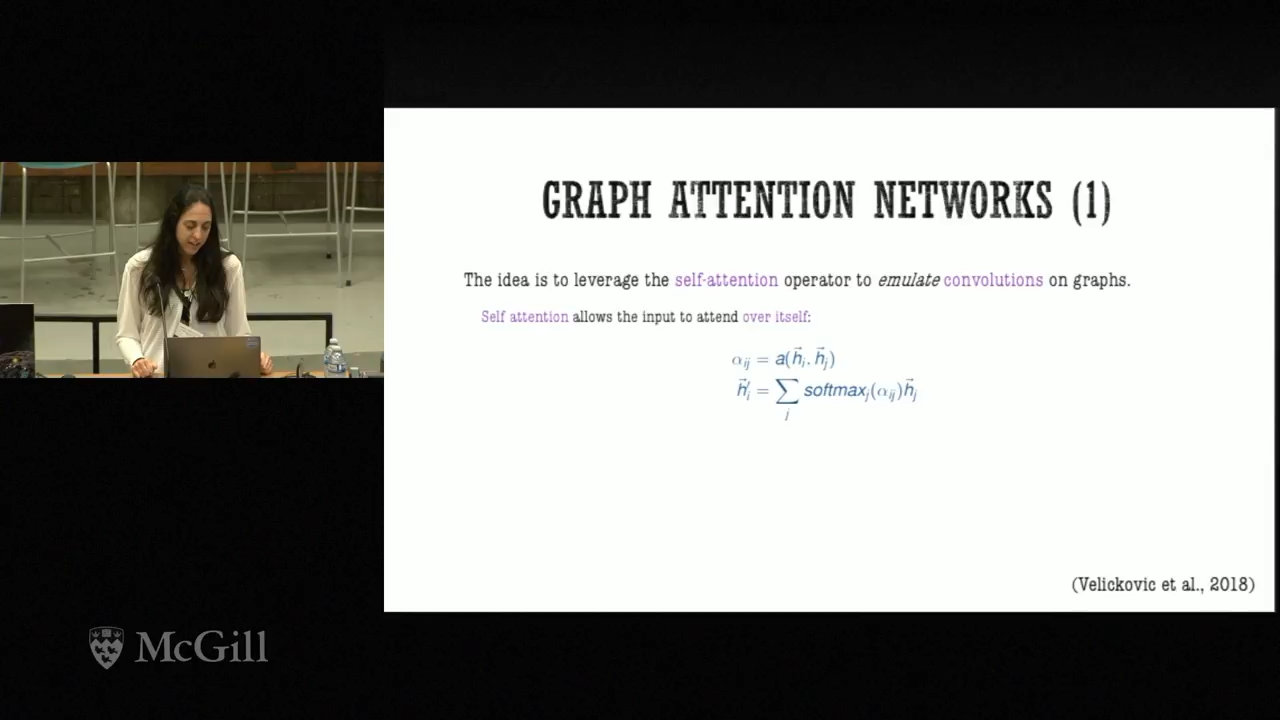 GRAPH ATTENTION NETWORKS (1)
The idea is to leverage the self-attention operator to emulate convolutions on graphs.
Self attention allows the input to attend over itself:
αᵢⱼ = a(h⃗ᵢ, h⃗ⱼ)
h⃗′ᵢ = ∑ⱼ softmaxⱼ(αᵢⱼ)h⃗ⱼ
(Velickovic et al., 2018)
McGill